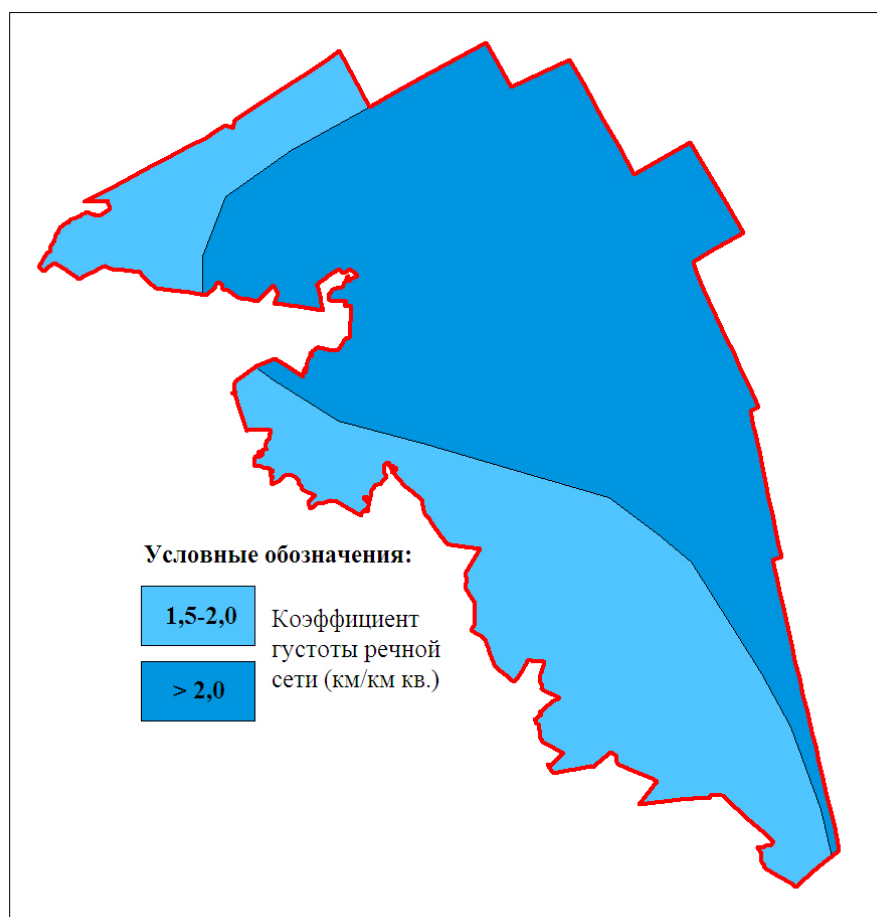 Условные обозначения:
1,5-2,0
> 2,0
Коэффициент
густоты речной
сети (км/км кв.)